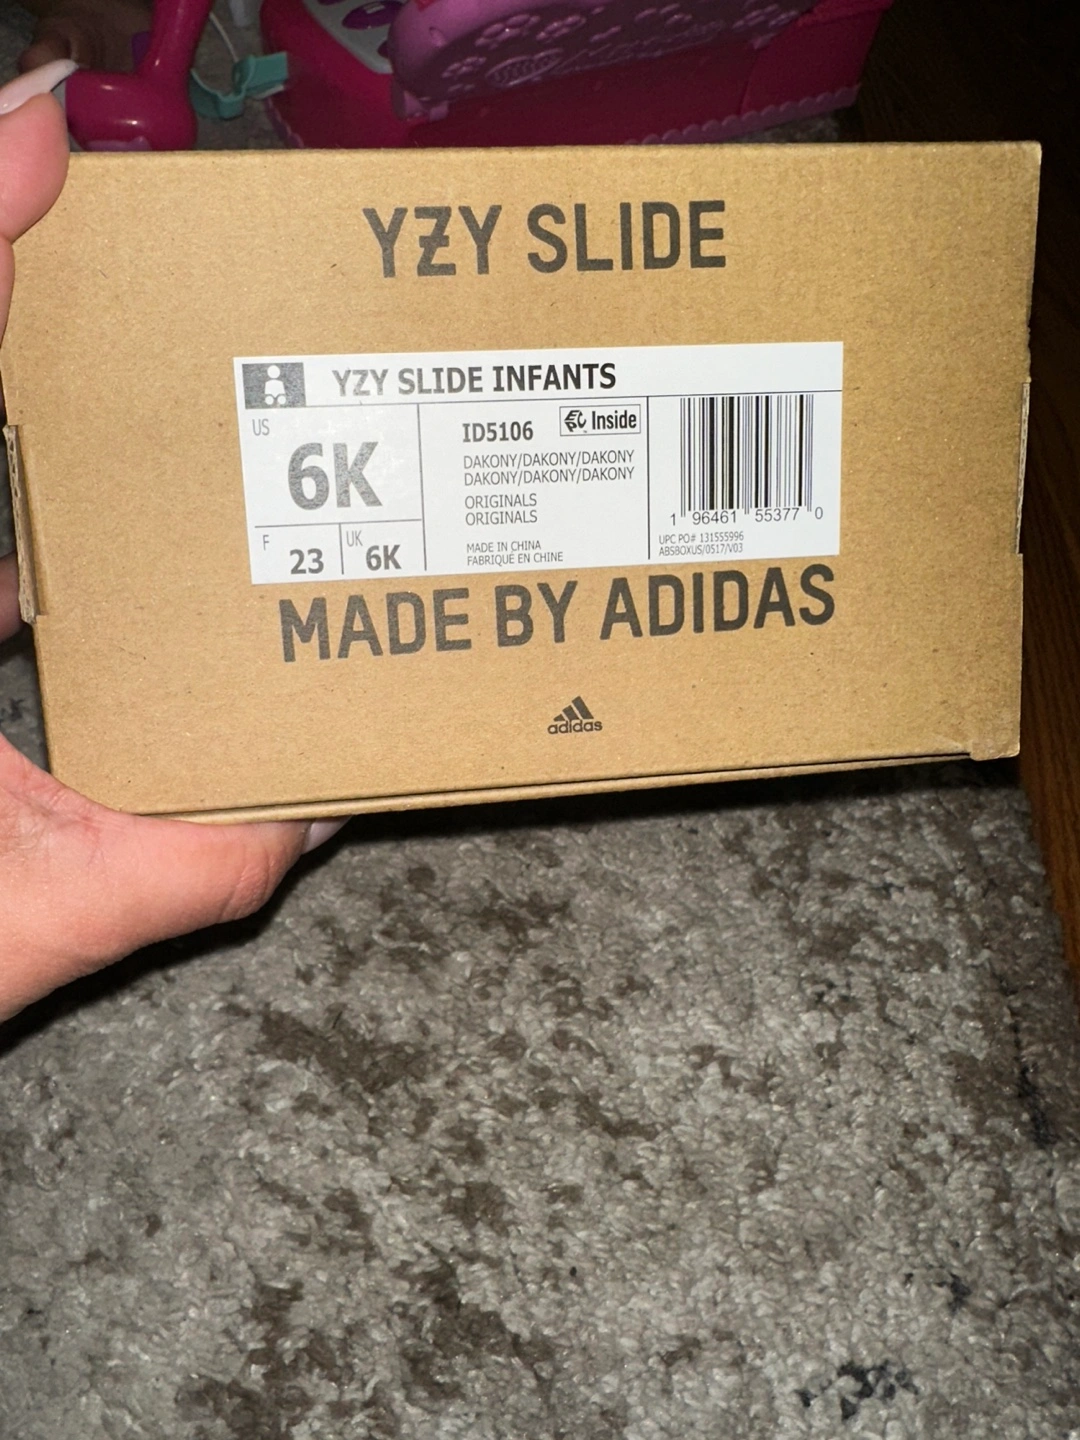 YZY SLIDE
YZY SLIDE INFANTS
US
6K
F
23
UK
6K
ID5106
Inside
DAKONY/DAKONY/DAKONY
DAKONY/DAKONY/DAKONY
ORIGINALS
ORIGINALS
MADE IN CHINA
FABRIQUÉ EN CHINE
1 96461 55377 0
UPC PO# 131555996
ABSBOXUS/0517/V03
MADE BY ADIDAS
adidas